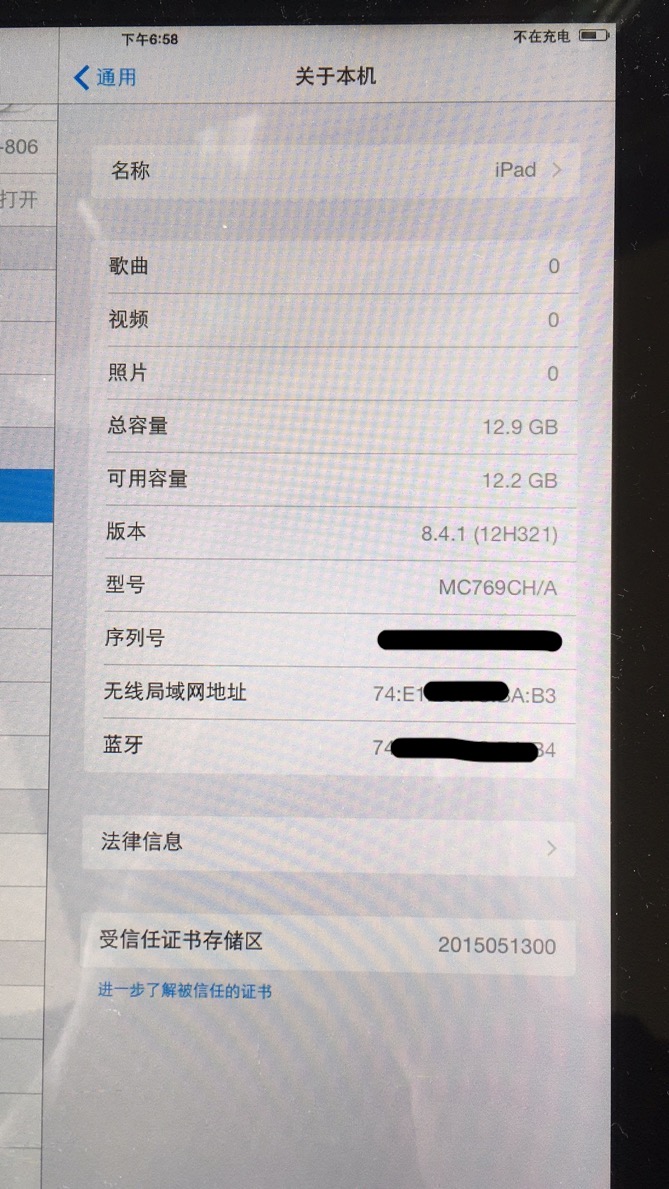 下午6:58
不在充电
通用
关于本机
-806
打开
名称
iPad
歌曲
0
视频
0
照片
0
总容量
12.9 GB
可用容量
12.2 GB
版本
8.4.1 (12H321)
型号
MC769CH/A
序列号
无线局域网地址
74:E1
A:B3
蓝牙
74
34
法律信息
受信任证书存储区
2015051300
进一步了解被信任的证书